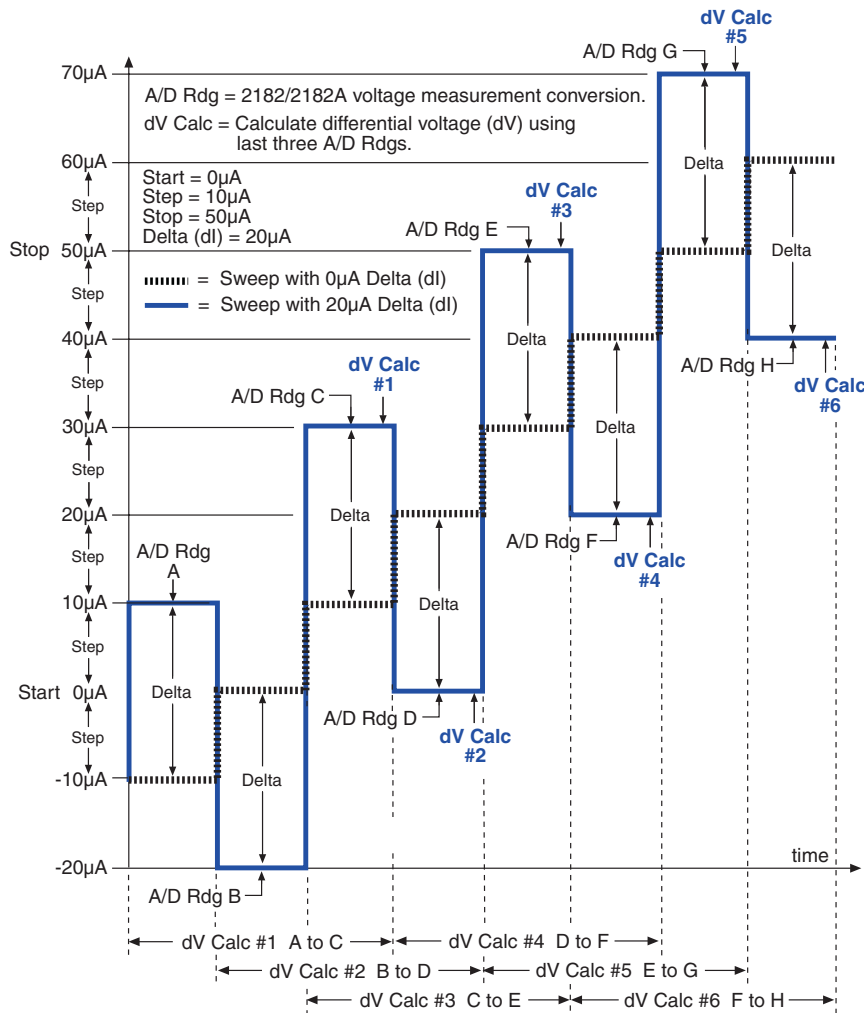 dV Calc
#5
A/D Rdg G
70µA
A/D Rdg = 2182/2182A voltage measurement conversion.
dV Calc = Calculate differential voltage (dV) using
last three A/D Rdgs.
Delta
60µA
Start = 0µA
Step = 10µA
Stop = 50µA
Delta (dI) = 20µA
dV Calc
#3
Step
A/D Rdg E
Delta
Stop 50µA
= Sweep with 0µA Delta (dI)
= Sweep with 20µA Delta (dI)
Step
40µA
Delta
A/D Rdg H
dV Calc
#6
dV Calc
#1
A/D Rdg C
Step
30µA
Delta
Step
Delta
20µA
A/D Rdg F
dV Calc
#4
A/D Rdg
A
Step
10µA
Delta
Step
Delta
Start 0µA
A/D Rdg D
dV Calc
#2
Step
Delta
-10µA
-20µA
time
A/D Rdg B
dV Calc #1 A to C
dV Calc #4 D to F
dV Calc #2 B to D
dV Calc #5 E to G
dV Calc #3 C to E
dV Calc #6 F to H